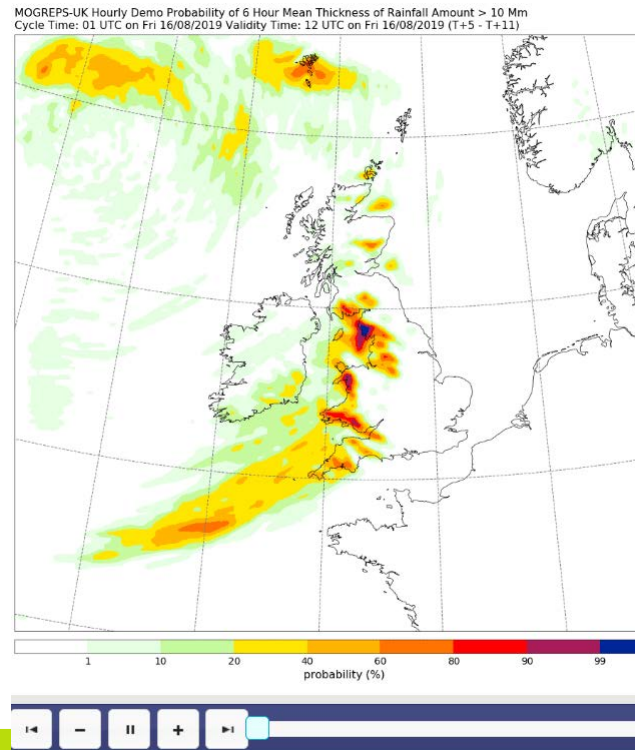 MOGREPS-UK Hourly Demo Probability of 6 Hour Mean Thickness of Rainfall Amount > 10 Mm
Cycle Time: 01 UTC on Fri 16/08/2019 Validity Time: 12 UTC on Fri 16/08/2019 (T+5 - T+11)
1 10 20 40 60 80 90 99
probability (%)